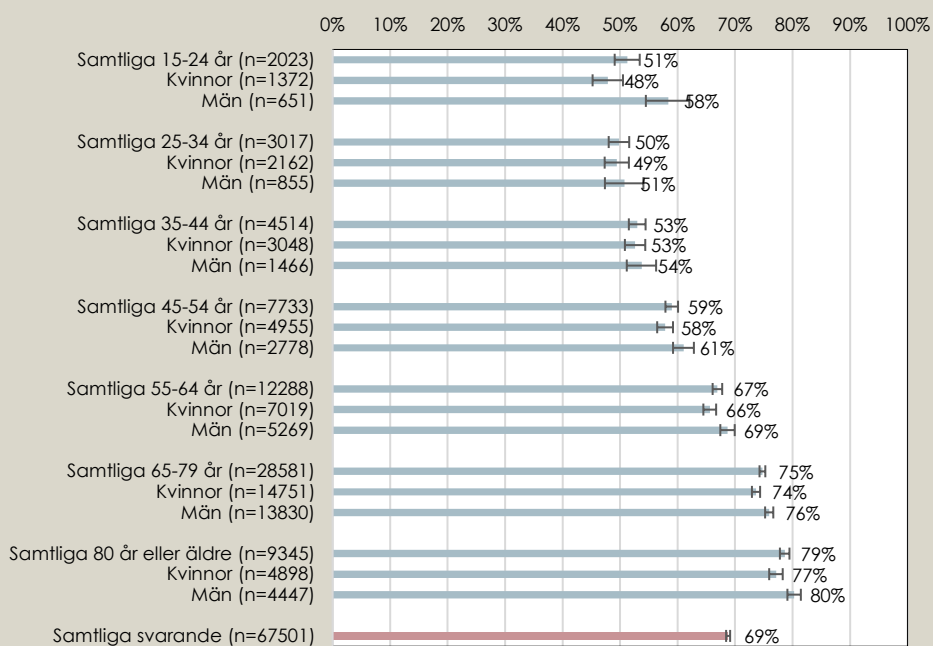 0% 10% 20% 30% 40% 50% 60% 70% 80% 90% 100%
Samtliga 15-24 år (n=2023) 51%
Kvinnor (n=1372) 48%
Män (n=651) 58%
Samtliga 25-34 år (n=3017) 50%
Kvinnor (n=2162) 49%
Män (n=855) 51%
Samtliga 35-44 år (n=4514) 53%
Kvinnor (n=3048) 53%
Män (n=1466) 54%
Samtliga 45-54 år (n=7733) 59%
Kvinnor (n=4955) 58%
Män (n=2778) 61%
Samtliga 55-64 år (n=12288) 67%
Kvinnor (n=7019) 66%
Män (n=5269) 69%
Samtliga 65-79 år (n=28581) 75%
Kvinnor (n=14751) 74%
Män (n=13830) 76%
Samtliga 80 år eller äldre (n=9345) 79%
Kvinnor (n=4898) 77%
Män (n=4447) 80%
Samtliga svarande (n=67501) 69%